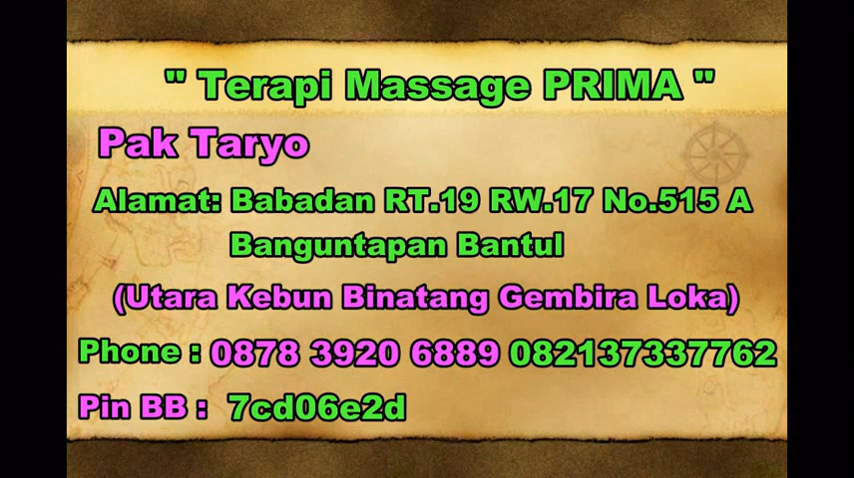 " Terapi Massage PRIMA "
Pak Taryo
Alamat: Babadan RT.19 RW.17 No.515 A
Banguntapan Bantul
(Utara Kebun Binatang Gembira Loka)
Phone : 0878 3920 6889 082137337762
Pin BB : 7cd06e2d